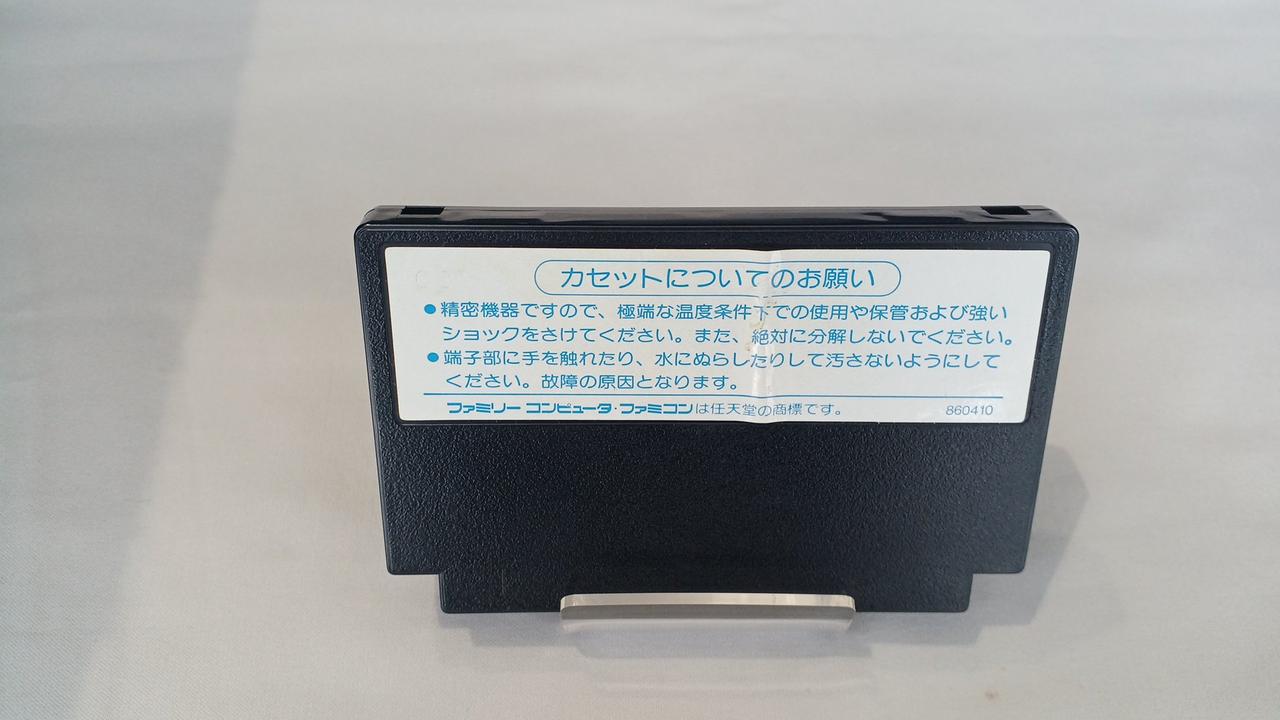 カセットについてのお願い
●精密機器ですので、極端な温度条件下での使用や保管および強い
ショックをさけてください。また、絶対に分解しないでください。
●端子部に手を触れたり、水にぬらしたりして汚さないようにして
ください。故障の原因となります。
ファミリー コンピュータ・ファミコンは任天堂の商標です。 860410